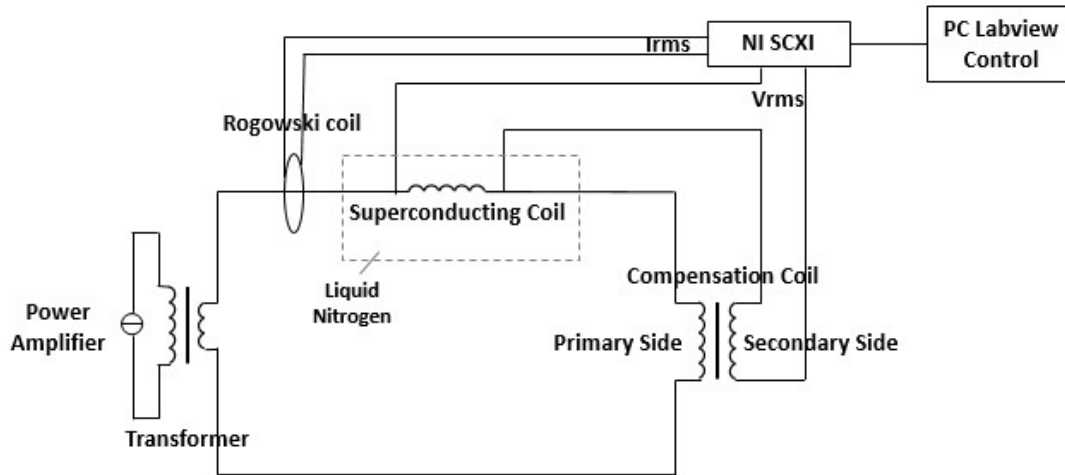 NI SCXI
PC Labview
Control
Irms
Vrms
Rogowski coil
Superconducting Coil
Liquid
Nitrogen
Compensation Coil
Power
Amplifier
Primary Side
Secondary Side
Transformer